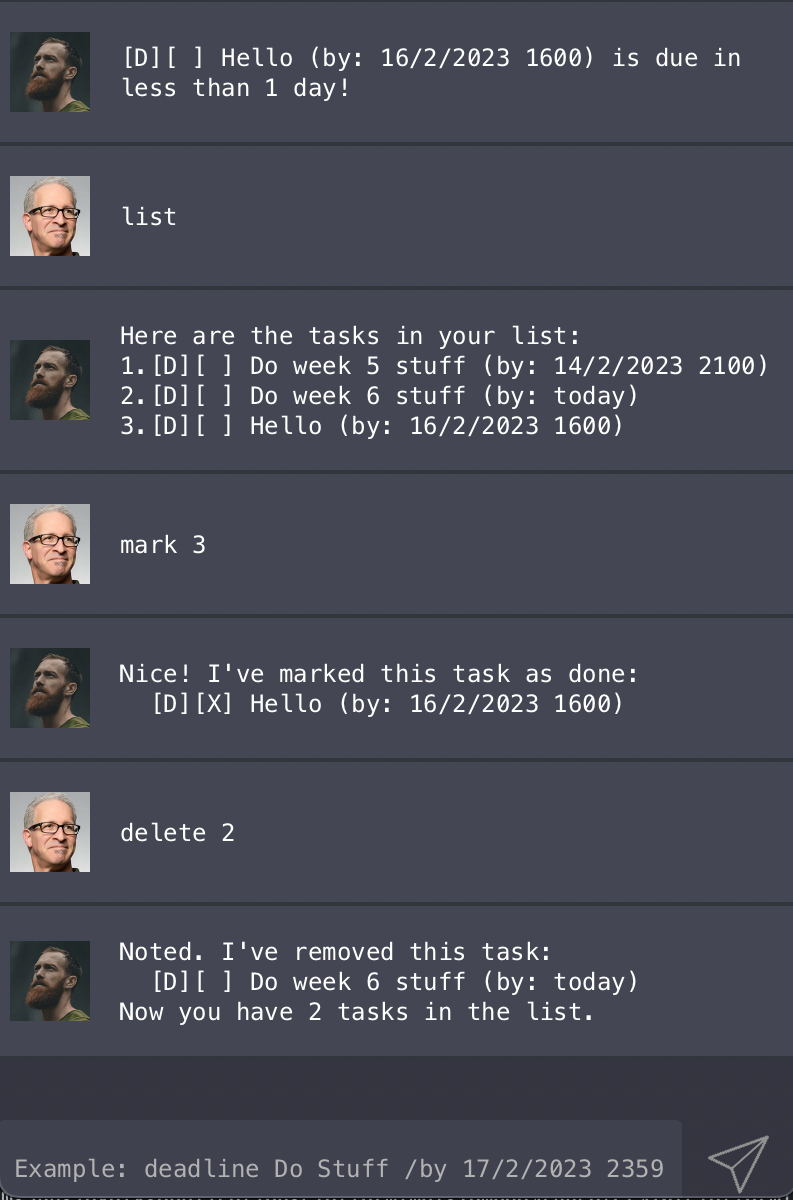 [D][ ] Hello (by: 16/2/2023 1600) is due in
less than 1 day!
list
Here are the tasks in your list:
1.[D][ ] Do week 5 stuff (by: 14/2/2023 2100)
2.[D][ ] Do week 6 stuff (by: today)
3.[D][ ] Hello (by: 16/2/2023 1600)
mark 3
Nice! I've marked this task as done:
  [D][X] Hello (by: 16/2/2023 1600)
delete 2
Noted. I've removed this task:
  [D][ ] Do week 6 stuff (by: today)
Now you have 2 tasks in the list.
Example: deadline Do Stuff /by 17/2/2023 2359